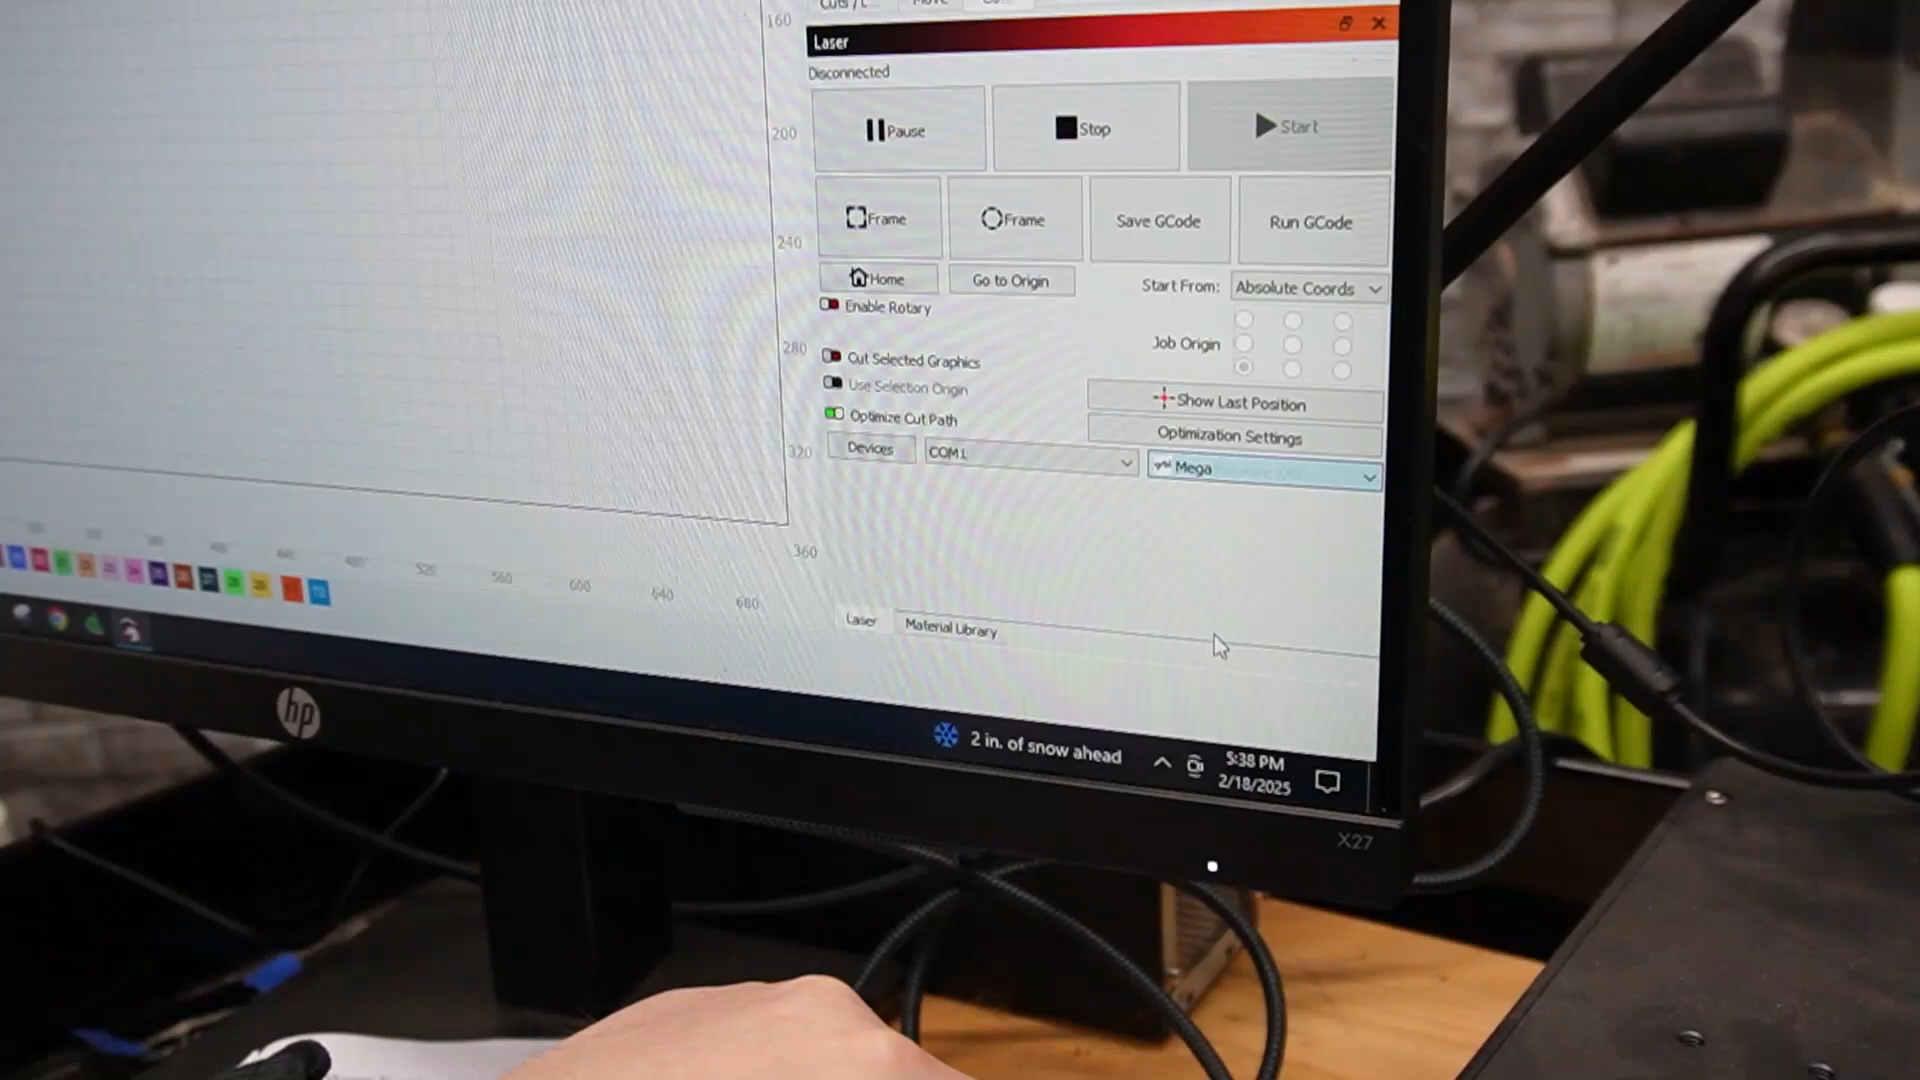 160
Laser
Disconnected
Pause
Stop
Start
200
Frame
Frame
Save GCode
Run GCode
240
Home
Go to Origin
Start From:
Absolute Coords
Enable Rotary
Job Origin
280
Cut Selected Graphics
Use Selection Origin
Show Last Position
Optimize Cut Path
Optimization Settings
320
Devices
COM1
Mega
360
440
480
520
560
600
640
680
Laser
Material Library
hp
2 in. of snow ahead
5:38 PM
2/18/2025
X27